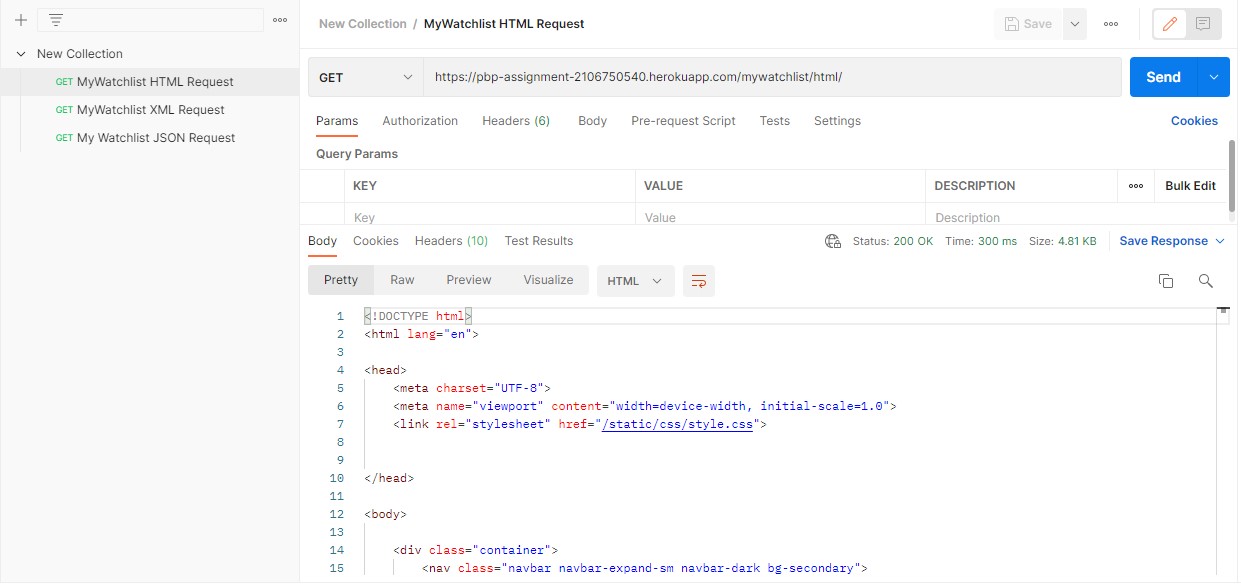 New Collection / MyWatchlist HTML Request
Save
New Collection
GET MyWatchlist HTML Request
GET MyWatchlist XML Request
GET My Watchlist JSON Request
GET
https://pbp-assignment-2106750540.herokuapp.com/mywatchlist/html/
Send
Params Authorization Headers (6) Body Pre-request Script Tests Settings Cookies
Query Params
KEY VALUE DESCRIPTION Bulk Edit
Key Value Description
Body Cookies Headers (10) Test Results Status: 200 OK Time: 300 ms Size: 4.81 KB Save Response
Pretty Raw Preview Visualize HTML
1 <!DOCTYPE html>
2 <html lang="en">
3
4 <head>
5 <meta charset="UTF-8">
6 <meta name="viewport" content="width=device-width, initial-scale=1.0">
7 <link rel="stylesheet" href="/static/css/style.css">
8
9
10 </head>
11
12 <body>
13
14 <div class="container">
15 <nav class="navbar navbar-expand-sm navbar-dark bg-secondary">